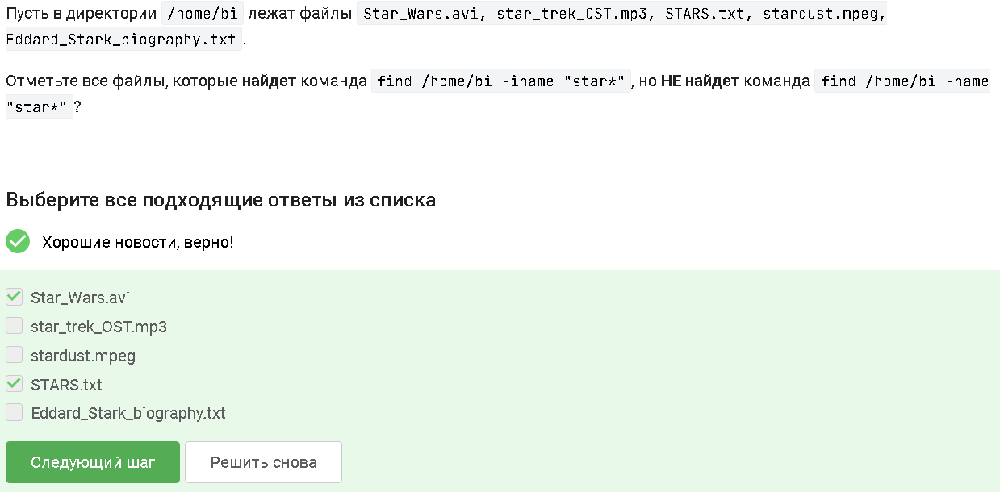 Пусть в директории /home/bi лежат файлы Star_Wars.avi, star_trek_OST.mp3, STARS.txt, stardust.mpeg,
Eddard_Stark_biography.txt.
Отметьте все файлы, которые найдет команда find /home/bi -iname "star*", но НЕ найдет команда find /home/bi -name
"star*"?
Выберите все подходящие ответы из списка
Хорошие новости, верно!
Star_Wars.avi
star_trek_OST.mp3
stardust.mpeg
STARS.txt
Eddard_Stark_biography.txt
Следующий шаг Решить снова